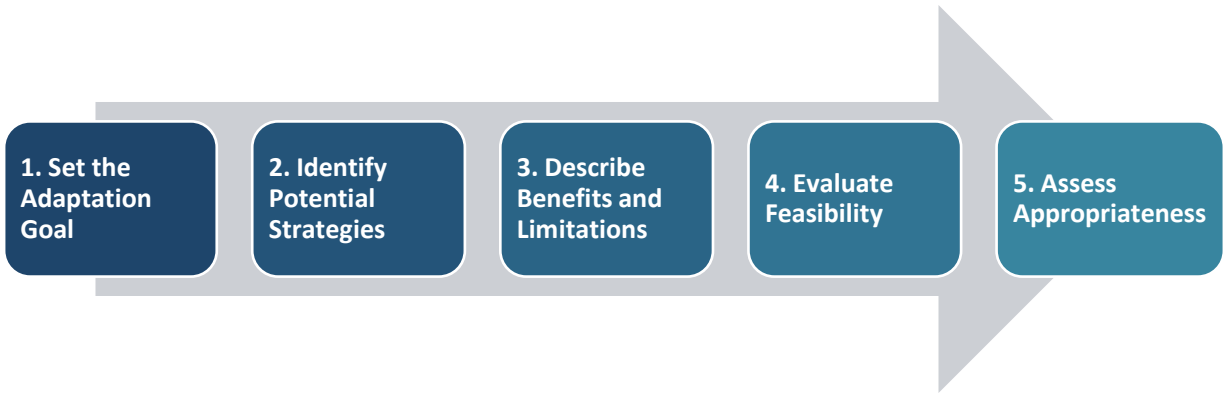 1. Set the
Adaptation
Goal
2. Identify
Potential
Strategies
3. Describe
Benefits and
Limitations
4. Evaluate
Feasibility
5. Assess
Appropriateness